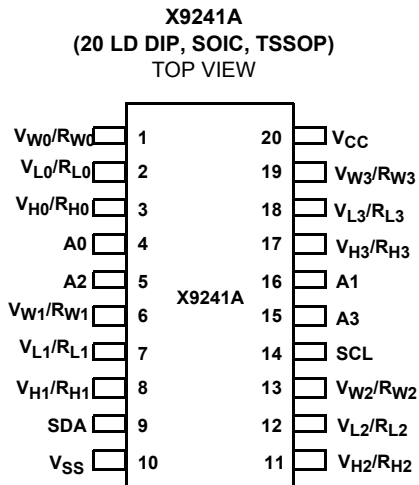 X9241A
(20 LD DIP, SOIC, TSSOP)
TOP VIEW
VW0/RW0 1 20 VCC
VL0/RL0 2 19 VW3/RW3
VH0/RH0 3 18 VL3/RL3
A0 4 17 VH3/RH3
A2 5 16 A1
X9241A
VW1/RW1 6 15 A3
VL1/RL1 7 14 SCL
VH1/RH1 8 13 VW2/RW2
SDA 9 12 VL2/RL2
VSS 10 11 VH2/RH2